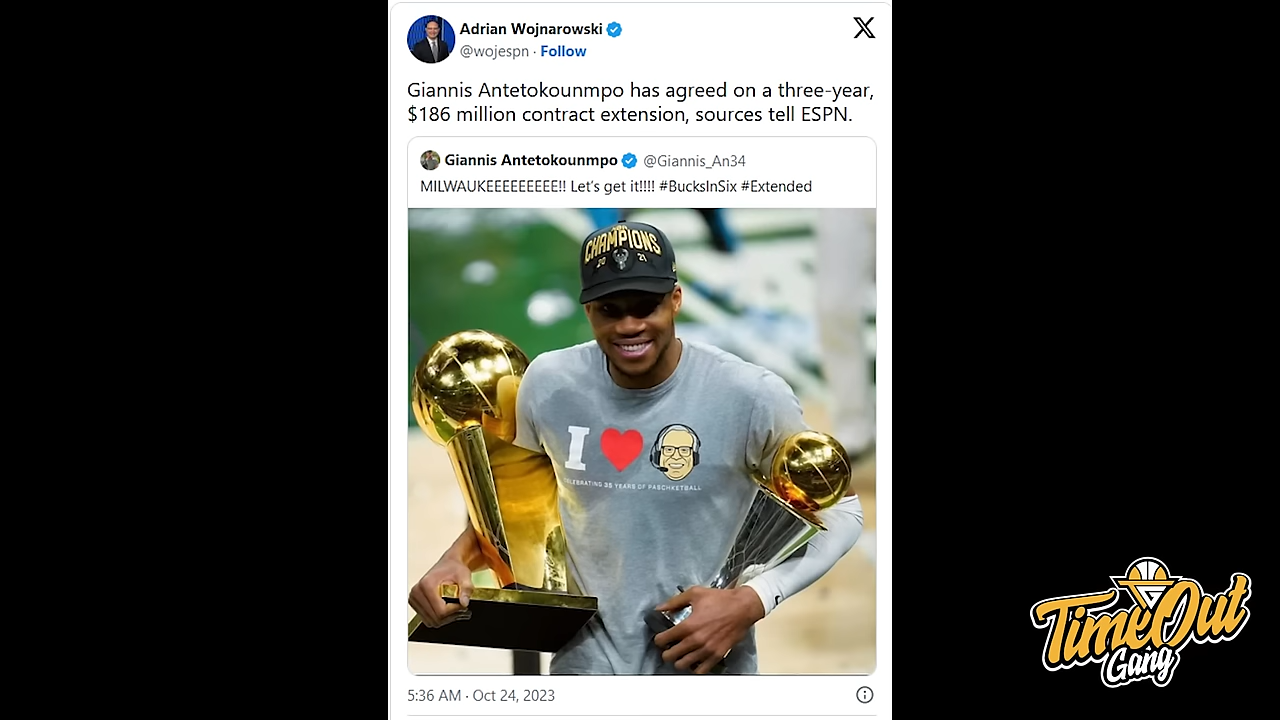 Adrian Wojnarowski
@wojespn · Follow
Giannis Antetokounmpo has agreed on a three-year,
$186 million contract extension, sources tell ESPN.
Giannis Antetokounmpo @Giannis_An34
MILWAUKEEEEEEEEE!! Let's get it!!!! #BucksInSix #Extended
CHAMPIONS
20 21
I
CELEBRATING 35 YEARS OF PASCHKETBALL
5:36 AM · Oct 24, 2023
TimeOut
Gang